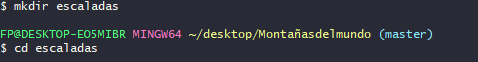 $ mkdir escaladas
FP@DESKTOP-EO5MIBR MINGW64 ~/desktop/Montañasdelmundo (master)
$ cd escaladas